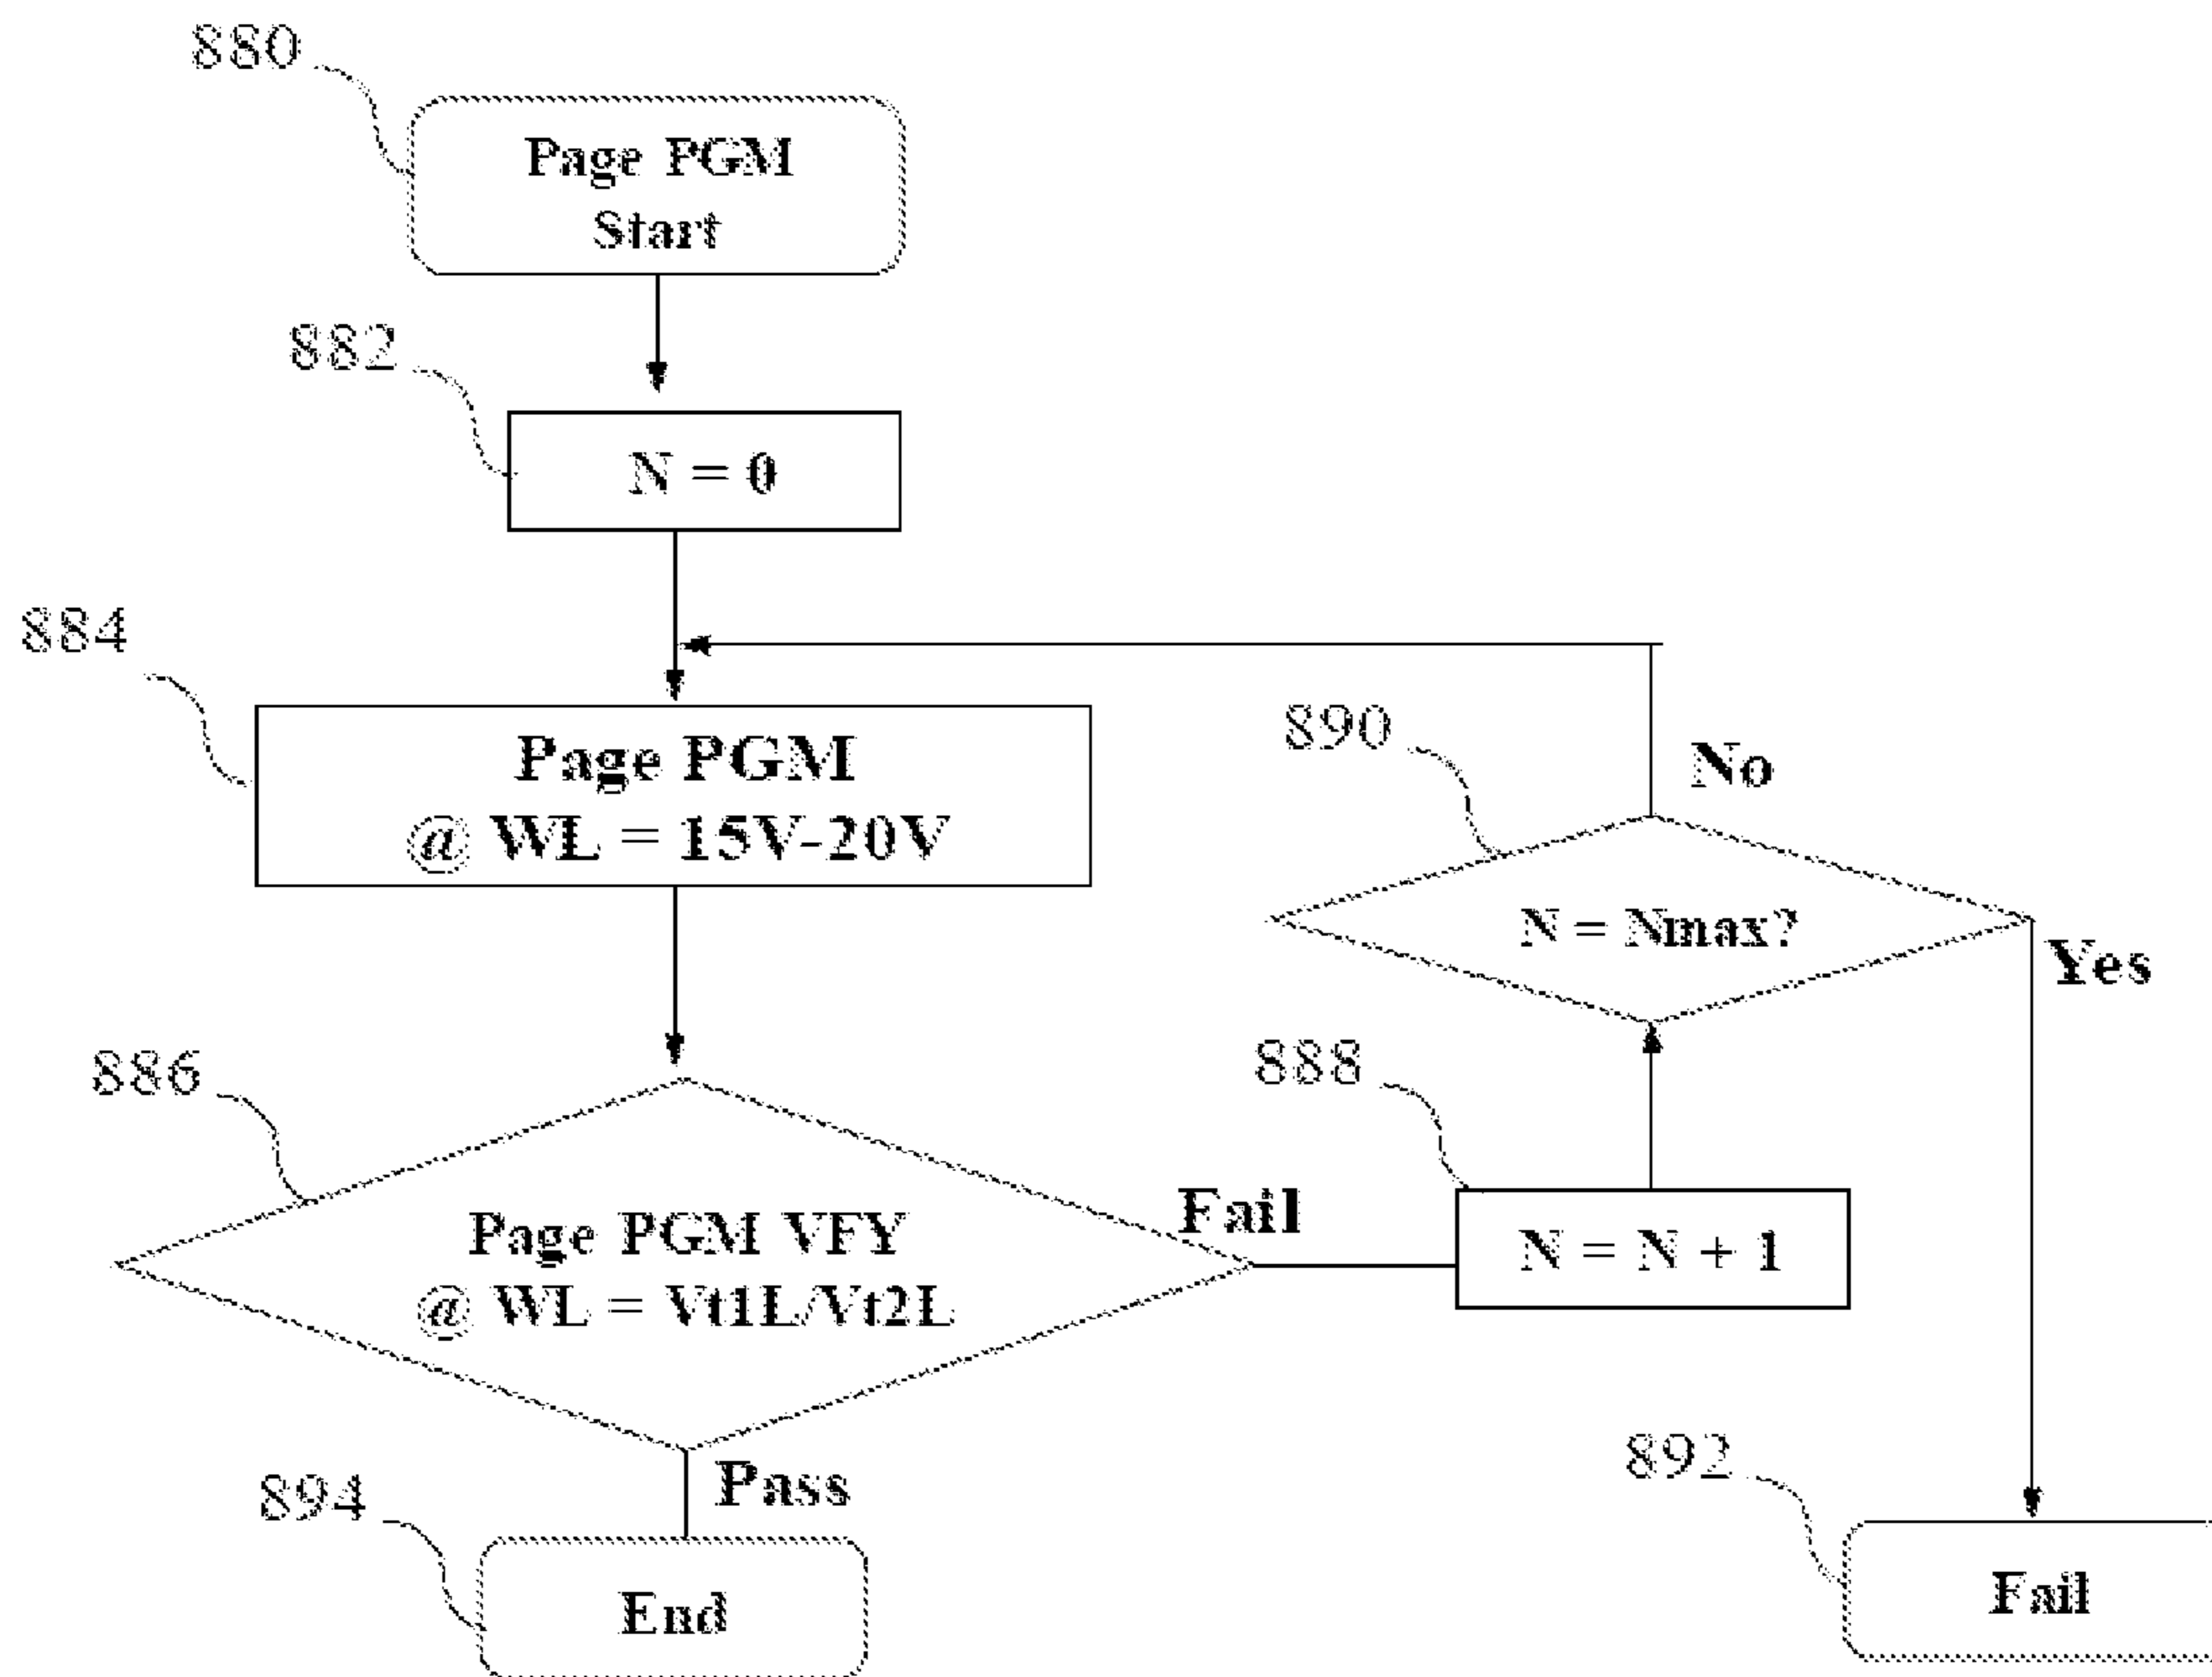 880
Page PGM
Start
882
N = 0
884
Page PGM
@ WL = 15V-20V
890
No
N = Nmax?
Yes
886
888
Page PGM VFY
@ WL = Vt1L/Vt2L
Fail
N = N + 1
Pass
894
End
892
Fail